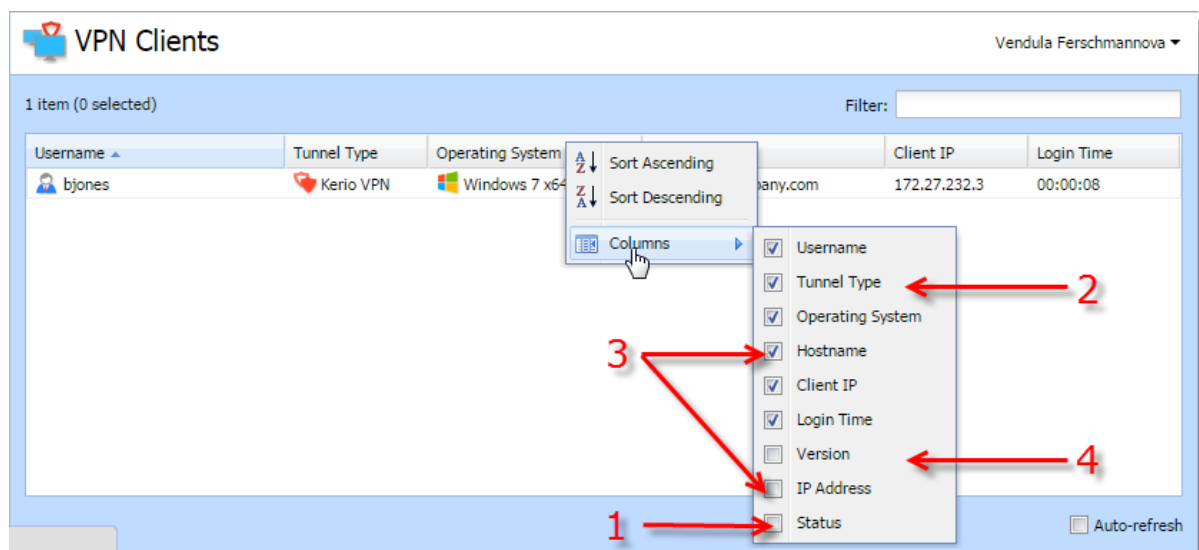 VPN Clients
Vendula Ferschmannova
1 item (0 selected)
Filter:
Username Tunnel Type Operating System Client IP Login Time
bjones Kerio VPN Windows 7 x64 pany.com 172.27.232.3 00:00:08
A Z Sort Ascending
Z A Sort Descending
Columns
Username
Tunnel Type
2
Operating System
3
Hostname
Client IP
Login Time
Version
4
IP Address
1
Status
Auto-refresh